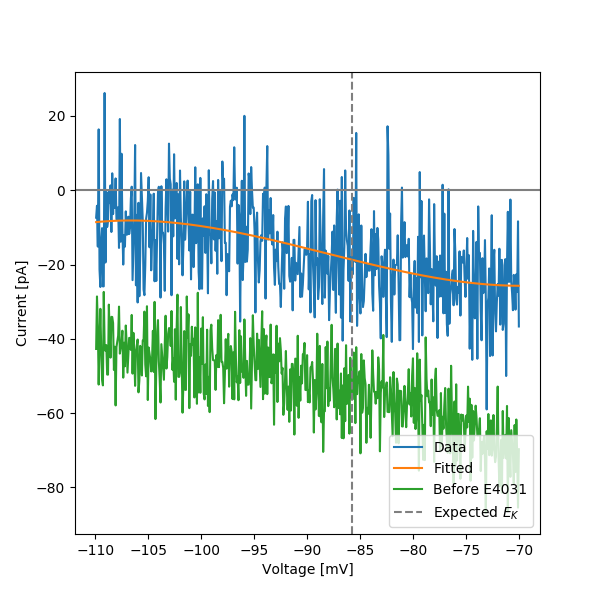 20
0
−20
−40
−60
−80
Current [pA]
−110
−105
−100
−95
−90
−85
−80
−75
−70
Voltage [mV]
Data
Fitted
Before E4031
Expected E_K